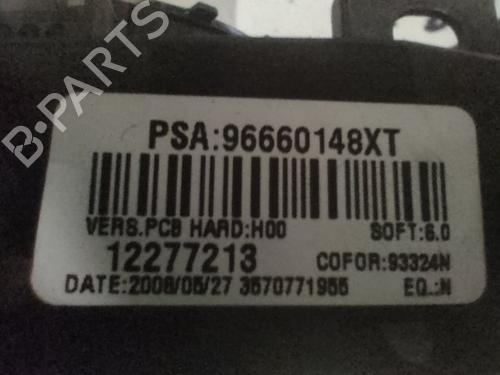 B-PARTS
PSA:96660148XT
VERS.PCB HARD:H00 SOFT:6.0
12277213 COFOR:93324N
DATE:2008/05/27 3570771955 EQ.:N